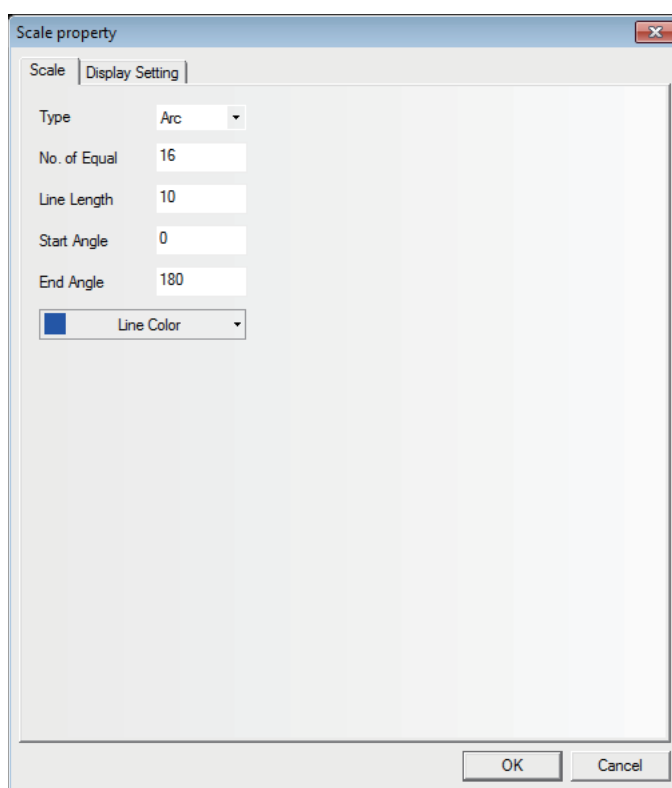 Scale property
Scale Display Setting
Type Arc
No. of Equal 16
Line Length 10
Start Angle 0
End Angle 180
Line Color
OK Cancel